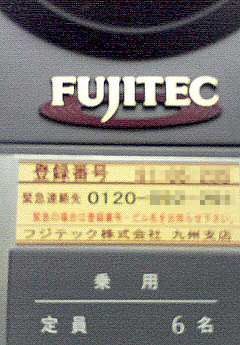 FUJITEC
登録番号
緊急連絡先 0120-
緊急の場合は登録番号・ビル名をお知らせ下さい。
フジテック株式会社 九州支店
乗用
定員 6名